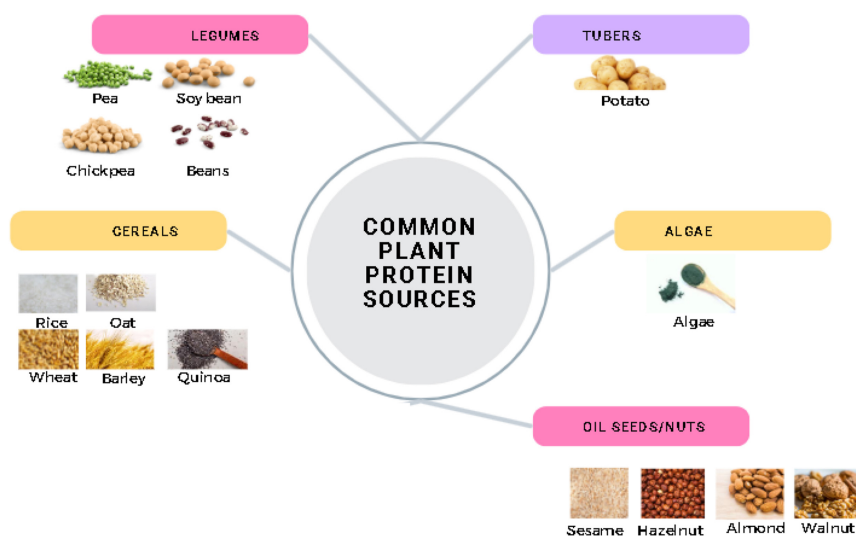 LEGUMES
Pea
Soy bean
Chickpea
Beans
TUBERS
Potato
CEREALS
Rice
Oat
Wheat
Barley
Quinoa
COMMON
PLANT
PROTEIN
SOURCES
ALGAE
Algae
OIL SEEDS/NUTS
Sesame
Hazelnut
Almond
Walnut